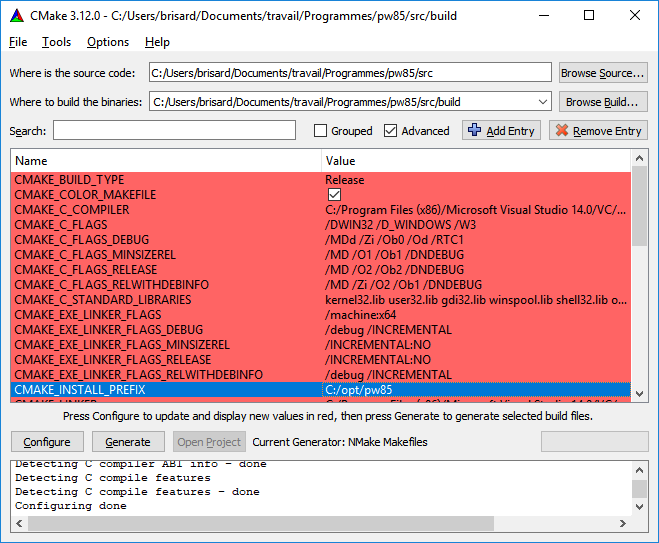 CMake 3.12.0 - C:/Users/brisard/Documents/travail/Programmes/pw85/src/build
File Tools Options Help
Where is the source code: C:/Users/brisard/Documents/travail/Programmes/pw85/src Browse Source...
Where to build the binaries: C:/Users/brisard/Documents/travail/Programmes/pw85/src/build Browse Build...
Search: Grouped Advanced Add Entry Remove Entry
Name Value
CMAKE_BUILD_TYPE Release
CMAKE_COLOR_MAKEFILE
CMAKE_C_COMPILER C:/Program Files (x86)/Microsoft Visual Studio 14.0/VC/...
CMAKE_C_FLAGS /DWIN32 /D_WINDOWS /W3
CMAKE_C_FLAGS_DEBUG /MDd /Zi /Ob0 /Od /RTC1
CMAKE_C_FLAGS_MINSIZEREL /MD /O1 /Ob1 /DNDEBUG
CMAKE_C_FLAGS_RELEASE /MD /O2 /Ob2 /DNDEBUG
CMAKE_C_FLAGS_RELWITHDEBINFO /MD /Zi /O2 /Ob1 /DNDEBUG
CMAKE_C_STANDARD_LIBRARIES kernel32.lib user32.lib gdi32.lib winspool.lib shell32.lib o...
CMAKE_EXE_LINKER_FLAGS /machine:x64
CMAKE_EXE_LINKER_FLAGS_DEBUG /debug /INCREMENTAL
CMAKE_EXE_LINKER_FLAGS_MINSIZEREL /INCREMENTAL:NO
CMAKE_EXE_LINKER_FLAGS_RELEASE /INCREMENTAL:NO
CMAKE_EXE_LINKER_FLAGS_RELWITHDEBINFO /debug /INCREMENTAL
CMAKE_INSTALL_PREFIX C:/opt/pw85
Press Configure to update and display new values in red, then press Generate to generate selected build files.
Configure Generate Open Project Current Generator: NMake Makefiles
Detecting C compiler ABI info - done
Detecting C compile features
Detecting C compile features - done
Configuring done